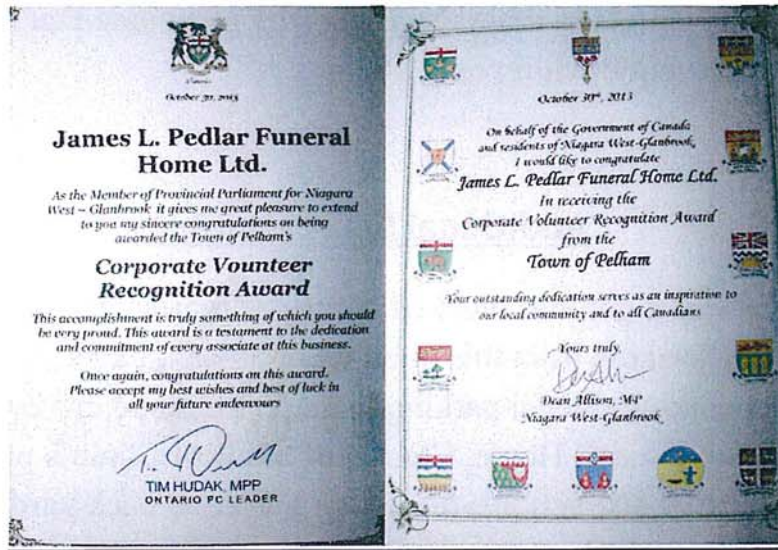 October 30, 2013
James L. Pedlar Funeral
Home Ltd.
As the Member of Provincial Parliament for Niagara
West – Glanbrook it gives me great pleasure to extend
to you my sincere congratulations on being
awarded the Town of Pelham's
Corporate Vounteer
Recognition Award
This accomplishment is truly something of which you should
be very proud. This award is a testament to the dedication
and commitment of every associate at this business.
Once again, congratulations on this award.
Please accept my best wishes and best of luck in
all your future endeavours
TIM HUDAK, MPP
ONTARIO PC LEADER
October 30th, 2013
On behalf of the Government of Canada
and residents of Niagara West-Glanbrook,
I would like to congratulate
James L. Pedlar Funeral Home Ltd.
In receiving the
Corporate Volunteer Recognition Award
from the
Town of Pelham
Your outstanding dedication serves as an inspiration to
our local community and to all Canadians
Yours truly,
Dean Allison, MP
Niagara West-Glanbrook